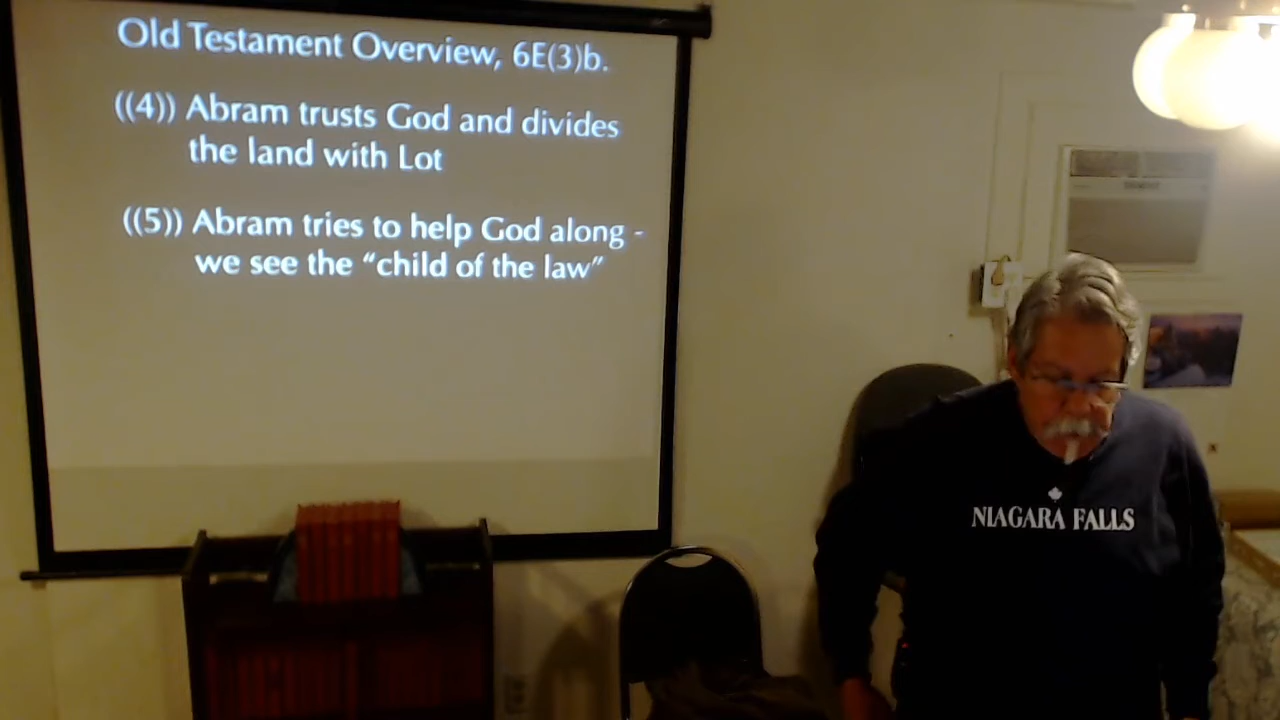 Old Testament Overview, 6E(3)b.
((4)) Abram trusts God and divides
the land with Lot
((5)) Abram tries to help God along -
we see the “child of the law”
NIAGARA FALLS